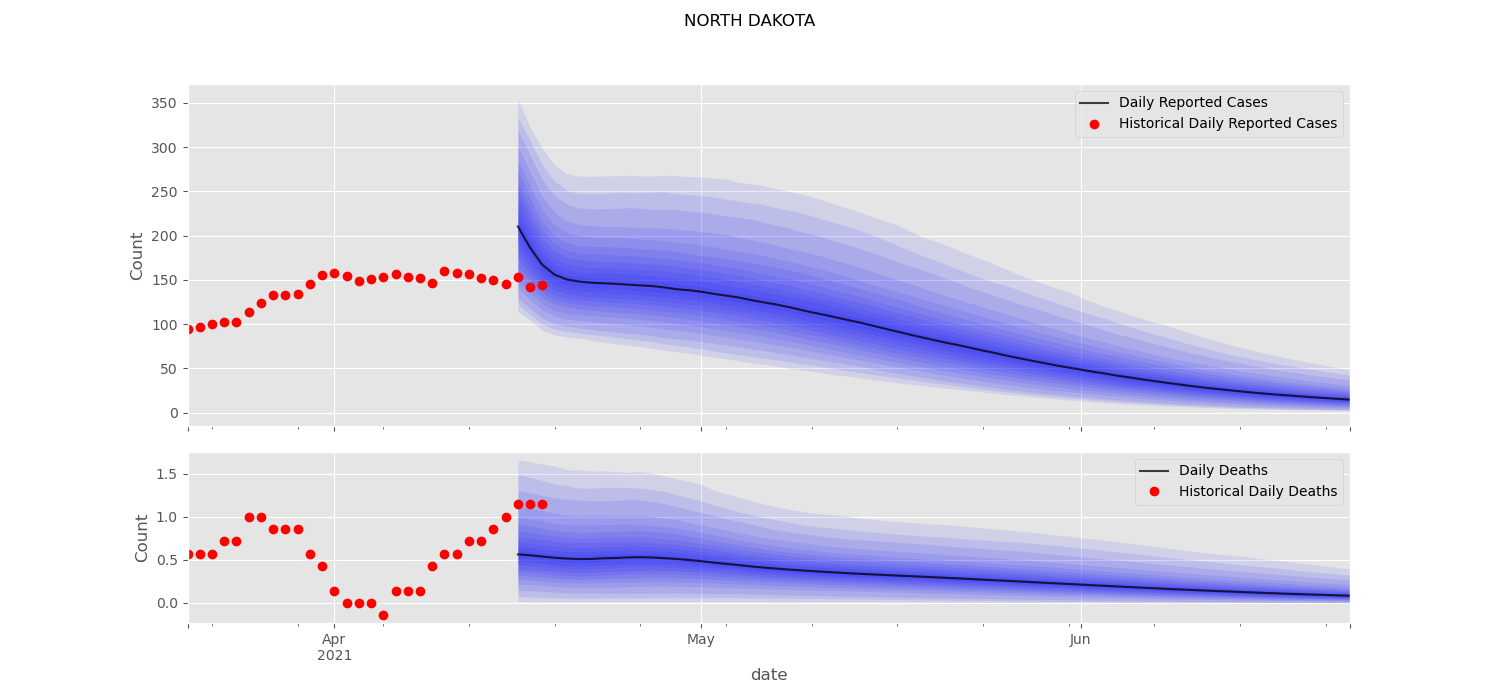 NORTH DAKOTA
350
300
250
200
150
100
50
0
Count
Daily Reported Cases
Historical Daily Reported Cases
1.5
1.0
0.5
0.0
Count
Daily Deaths
Historical Daily Deaths
Apr
2021
May
Jun
date